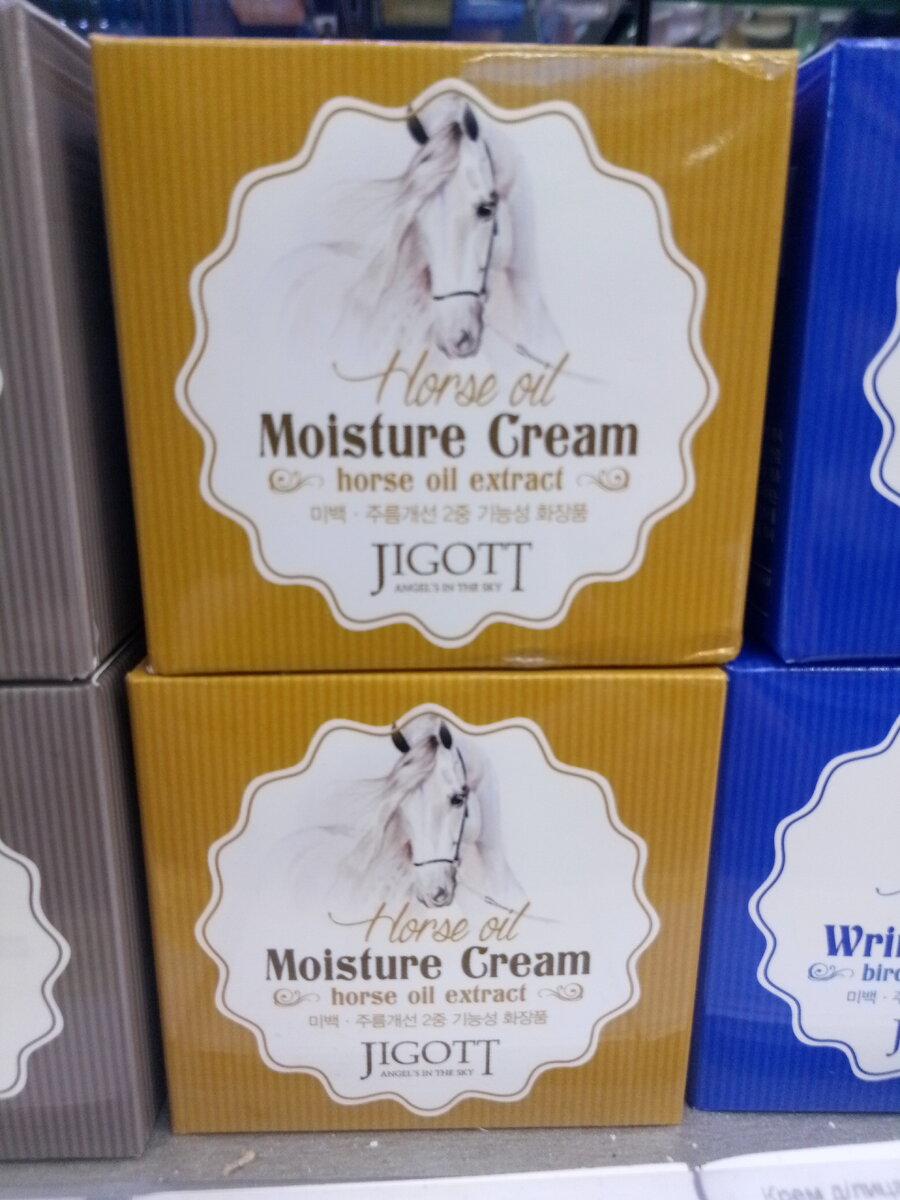 Horse oil
Moisture Cream
horse oil extract
미백 · 주름개선 2중 기능성 화장품
JIGOTT
ANGEL'S IN THE SKY
Horse oil
Moisture Cream
horse oil extract
미백 · 주름개선 2중 기능성 화장품
JIGOTT
ANGEL'S IN THE SKY
Wri
bir
미백 ·